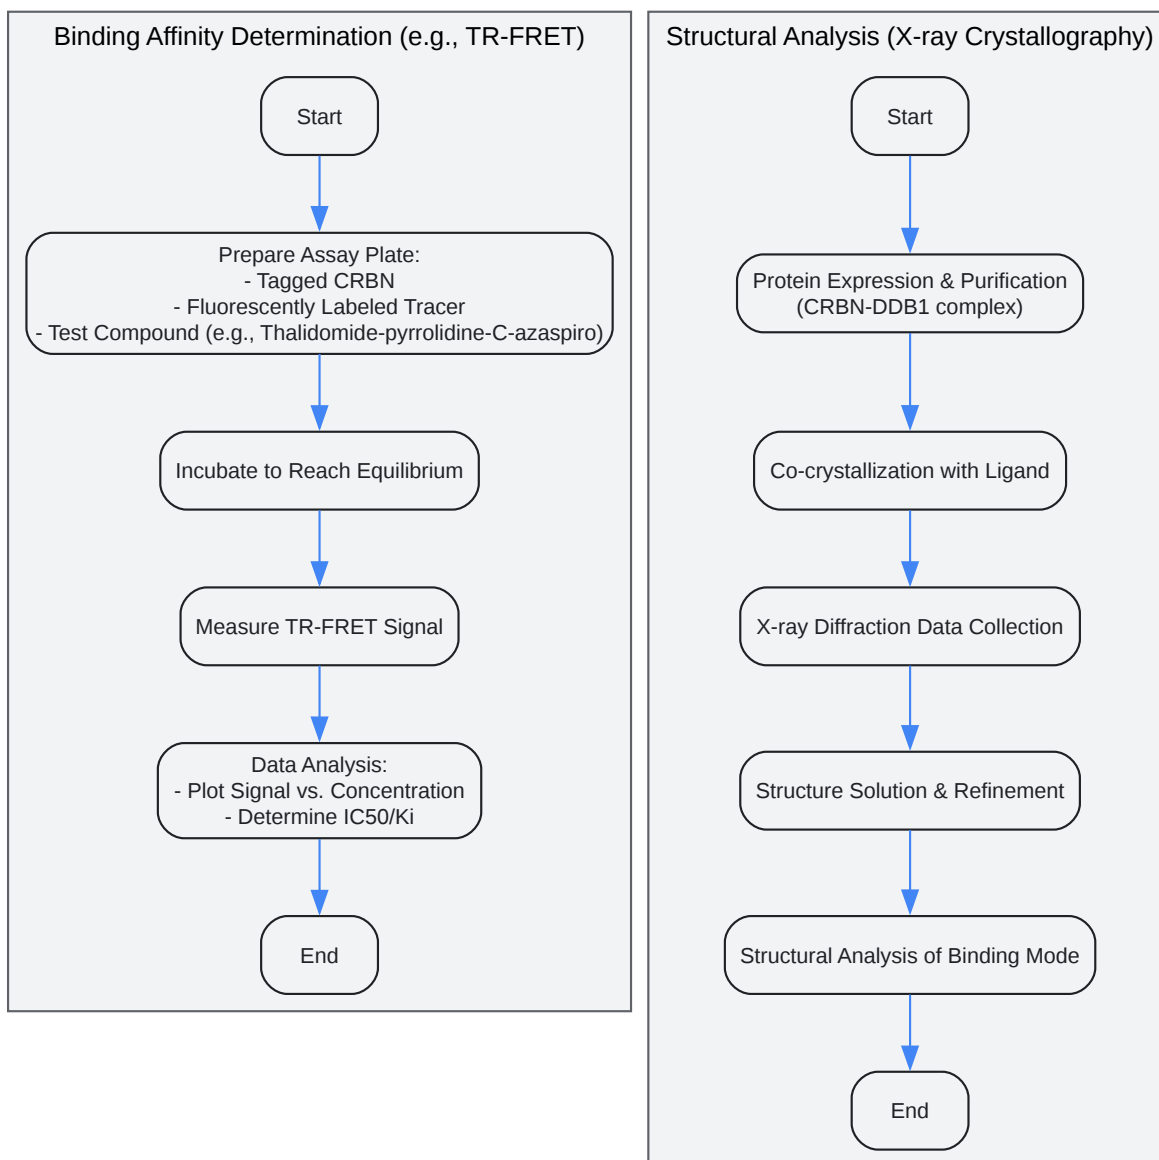 Binding Affinity Determination (e.g., TR-FRET)
Start
Prepare Assay Plate:
- Tagged CRBN
- Fluorescently Labeled Tracer
- Test Compound (e.g., Thalidomide-pyrrolidine-C-azaspiro)
Incubate to Reach Equilibrium
Measure TR-FRET Signal
Data Analysis:
- Plot Signal vs. Concentration
- Determine IC50/Ki
End
Structural Analysis (X-ray Crystallography)
Start
Protein Expression & Purification
(CRBN-DDB1 complex)
Co-crystallization with Ligand
X-ray Diffraction Data Collection
Structure Solution & Refinement
Structural Analysis of Binding Mode
End